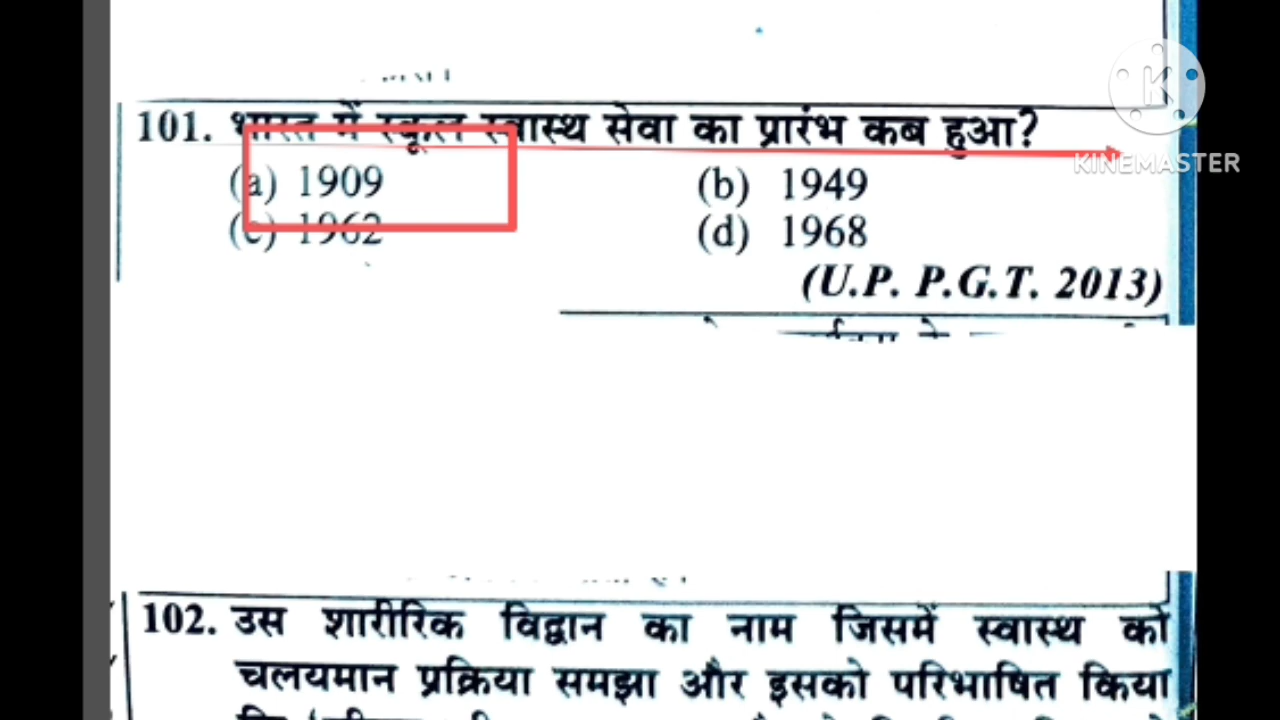 101. भारत में स्कूल स्वास्थ सेवा का प्रारंभ कब हुआ?
KINEMASTER
(a) 1909 (b) 1949
(c) 1962 (d) 1968
(U.P. P.G.T. 2013)
102. उस शारीरिक विद्वान का नाम जिसमें स्वास्थ को
चलयमान प्रक्रिया समझा और इसको परिभाषित किया